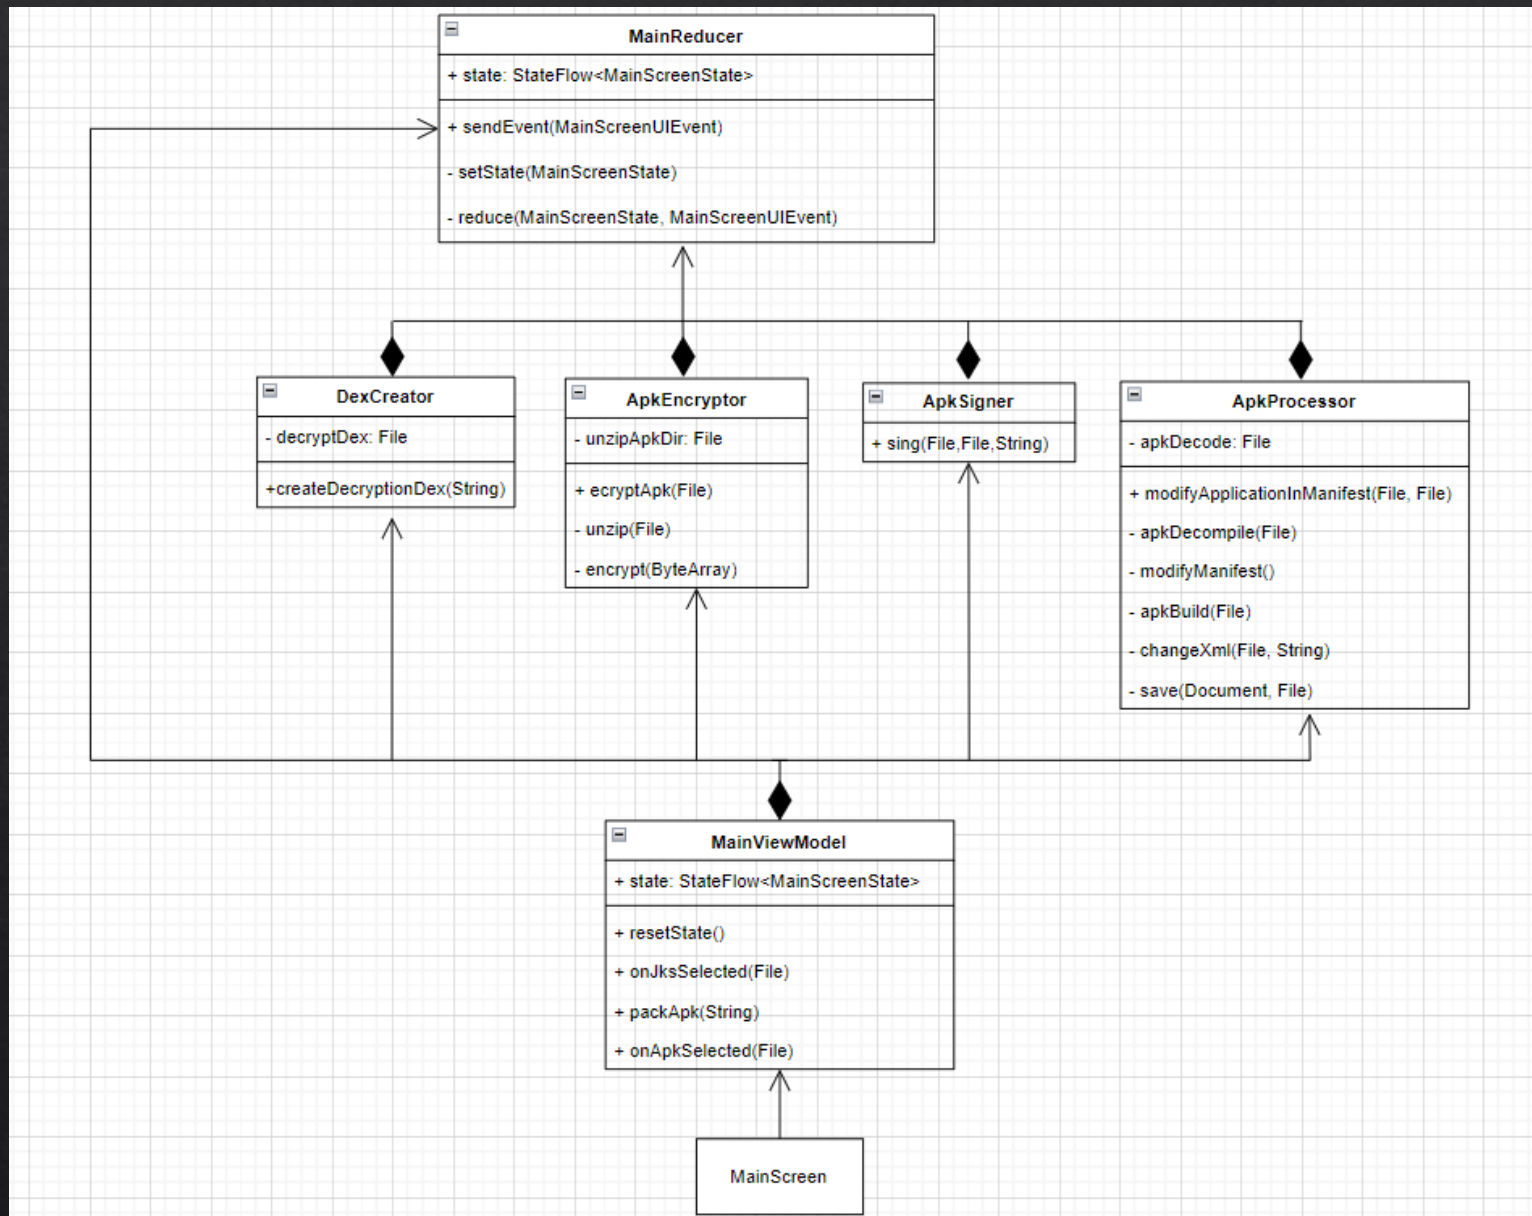 MainReducer
+ state: StateFlow<MainScreenState>
+ sendEvent(MainScreenUIEvent)
- setState(MainScreenState)
- reduce(MainScreenState, MainScreenUIEvent)
DexCreator
- decryptDex: File
+createDecryptionDex(String)
ApkEncryptor
- unzipApkDir: File
+ ecryptApk(File)
- unzip(File)
- encrypt(ByteArray)
ApkSigner
+ sing(File,File,String)
ApkProcessor
- apkDecode: File
+ modifyApplicationInManifest(File, File)
- apkDecompile(File)
- modifyManifest()
- apkBuild(File)
- changeXml(File, String)
- save(Document, File)
MainViewModel
+ state: StateFlow<MainScreenState>
+ resetState()
+ onJksSelected(File)
+ packApk(String)
+ onApkSelected(File)
MainScreen